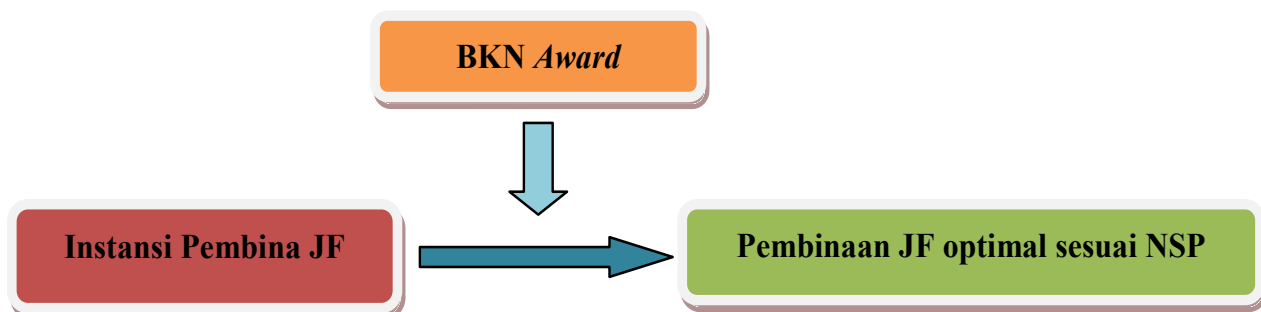 BKN Award
Instansi Pembina JF
Pembinaan JF optimal sesuai NSP